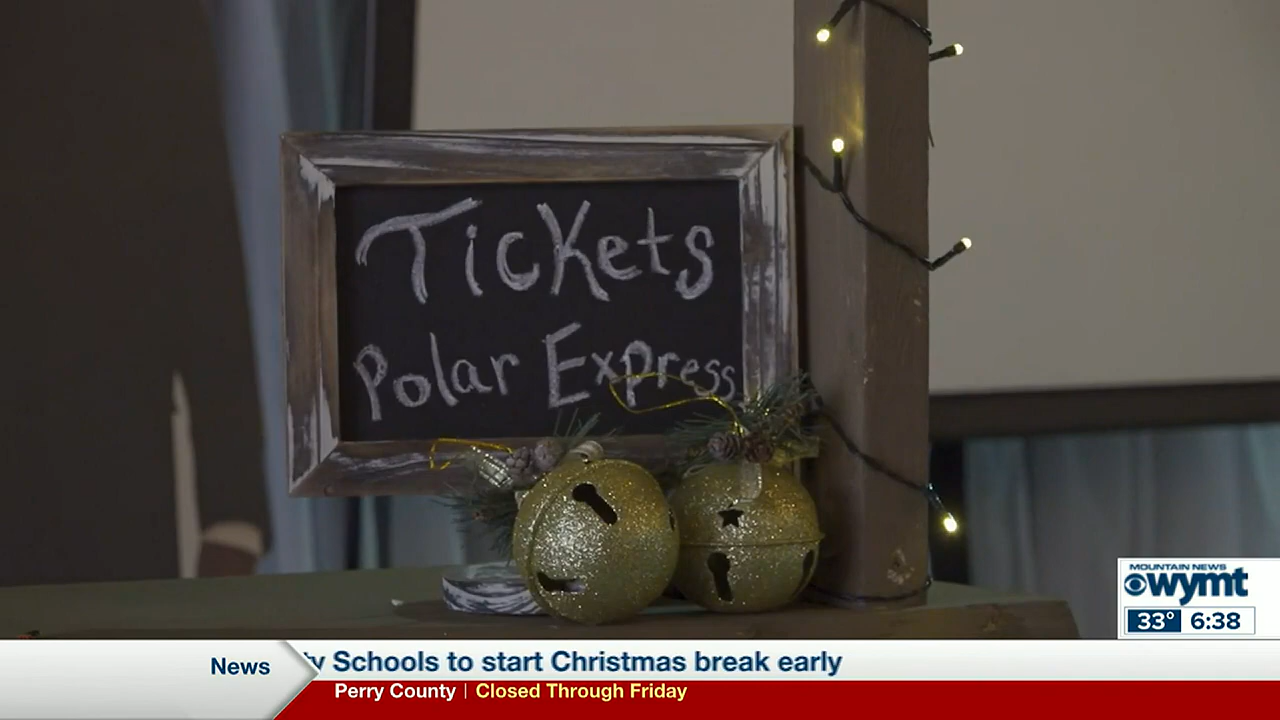 Tickets
Polar Express
MOUNTAIN NEWS
wymt
33° 6:38
News
Schools to start Christmas break early
Perry County | Closed Through Friday